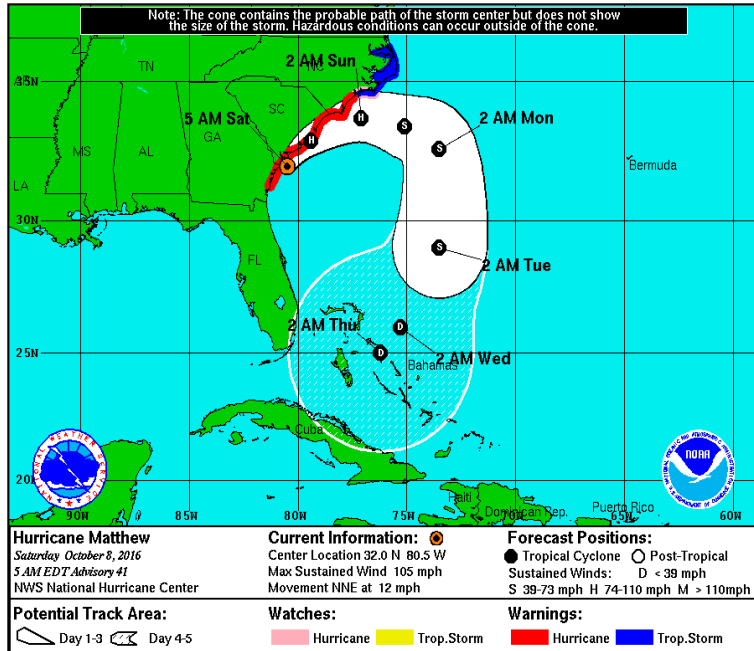 Note: The cone contains the probable path of the storm center but does not show
the size of the storm. Hazardous conditions can occur outside of the cone.
2 AM Sun
35N
TN
NC
5 AM Sat
SC
H
S
2 AM Mon
MS
AL
GA
H
S
Bermuda
LA
30N
FL
S
2 AM Tue
2 AM Thu
D
25N
D
2 AM Wed
Bahamas
Cuba
NATIONAL WEATHER SERVICE
NOAA
20N
Haiti
Dominican Rep.
Puerto Rico
90W
85W
80W
75W
70W
65W
60W
Hurricane Matthew
Saturday October 8, 2016
5 AM EDT Advisory 41
NWS National Hurricane Center
Current Information:
Center Location 32.0 N 80.5 W
Max Sustained Wind 105 mph
Movement NNE at 12 mph
Forecast Positions:
Tropical Cyclone Post-Tropical
Sustained Winds: D < 39 mph
S 39-73 mph H 74-110 mph M > 110mph
Potential Track Area:
Day 1-3 Day 4-5
Watches:
Hurricane Trop.Storm
Warnings:
Hurricane Trop.Storm